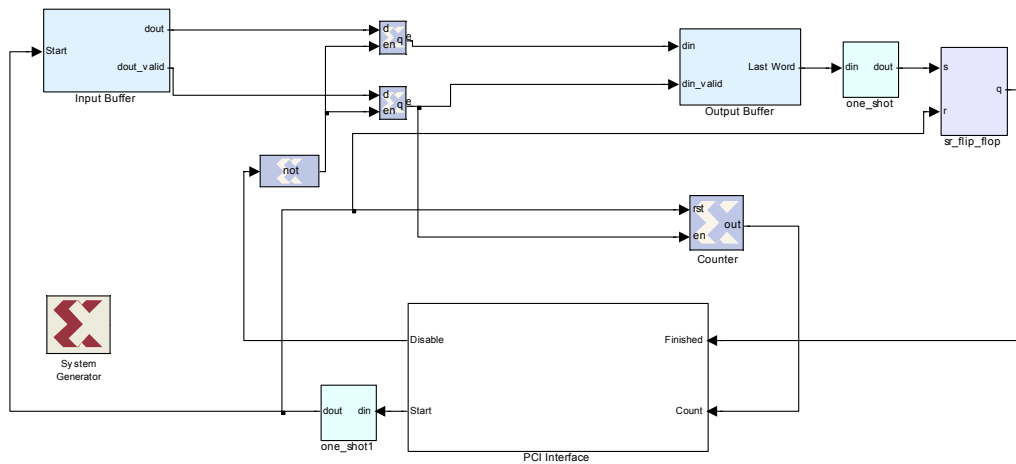 dout
Start
dout_valid
Input Buffer
d
q
e
en
d
q
e
en
din
Last Word
din_valid
Output Buffer
din
dout
one_shot
s
q
r
sr_flip_flop
not
rst
out
en
Counter
System
Generator
Disable
Finished
Start
Count
PCI Interface
dout
din
one_shot1